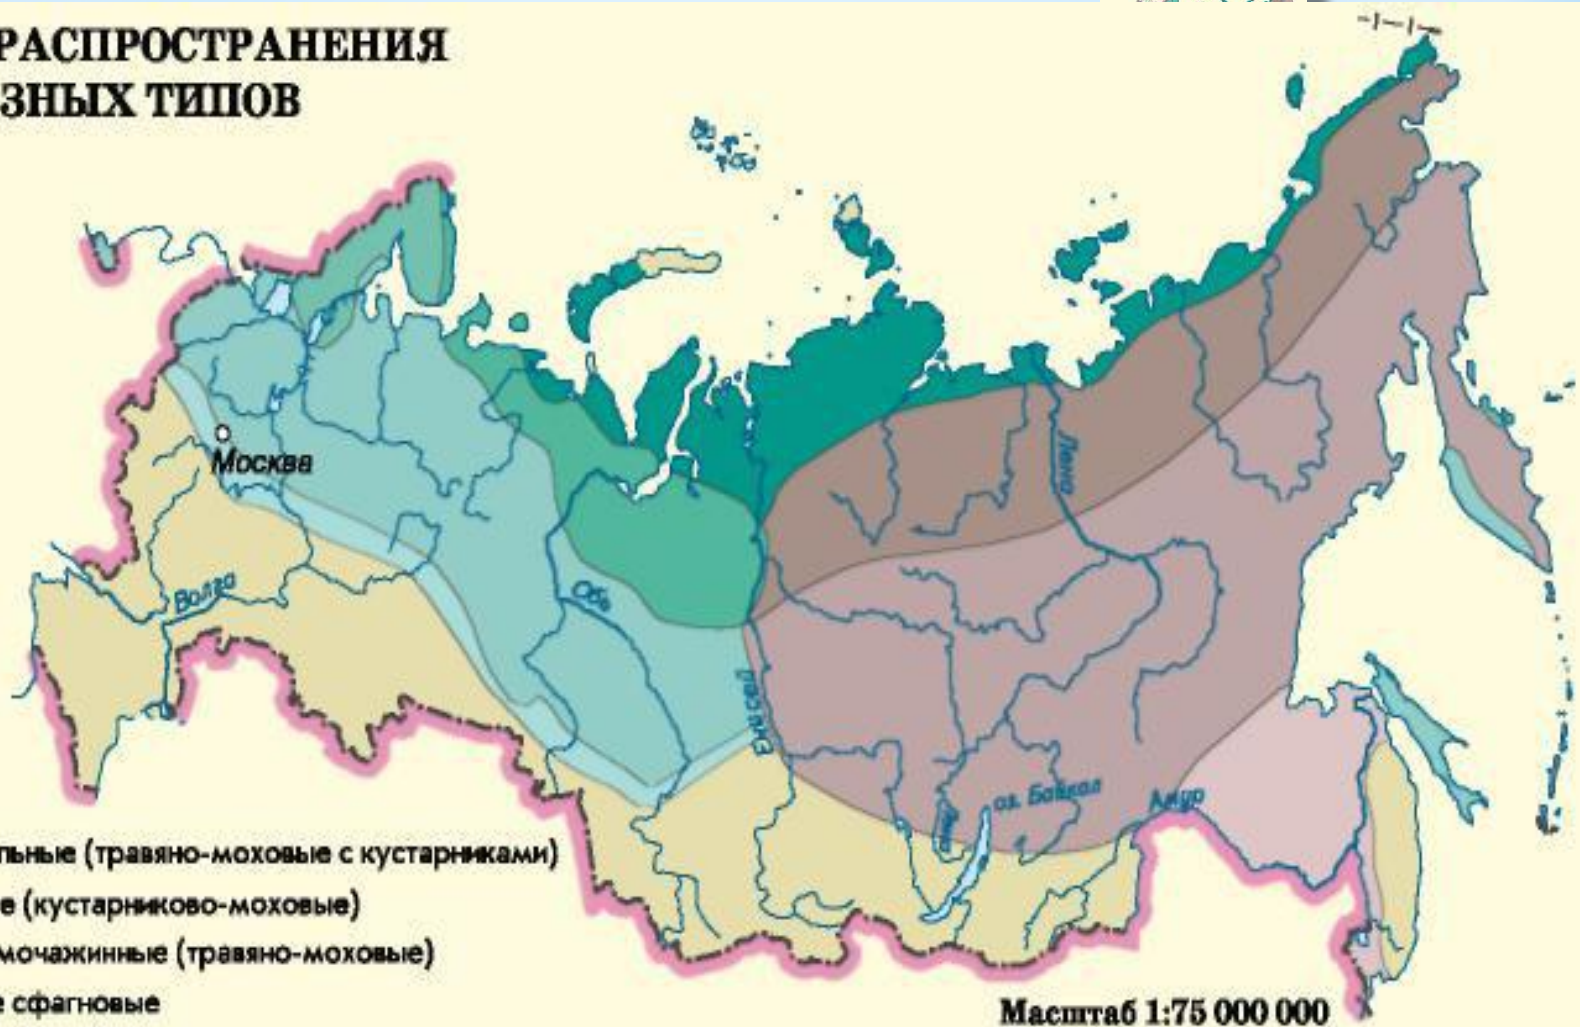 РАСПРОСТРАНЕНИЯ
ЗНЫХ ТИПОВ
Москва
Волга
Обь
Енисей
Лена
оз. Байкал
Амур
льные (травяно-моховые с кустарниками)
е (кустарниково-моховые)
мочажинные (травяно-моховые)
е сфагновые
Масштаб 1:75 000 000